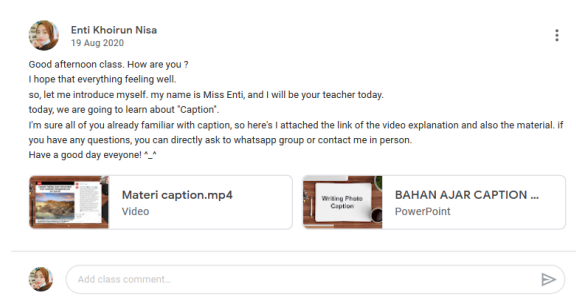 Enti Khoirun Nisa
19 Aug 2020
Good afternoon class. How are you ?
I hope that everything feeling well.
so, let me introduce myself. my name is Miss Enti, and I will be your teacher today.
today, we are going to learn about "Caption".
I'm sure all of you already familiar with caption, so here's I attached the link of the video explanation and also the material. if
you have any questions, you can directly ask to whatsapp group or contact me in person.
Have a good day eveyone! ^_^
Materi caption.mp4
Video
Writing Photo
Caption
BAHAN AJAR CAPTION ...
PowerPoint
Add class comment...